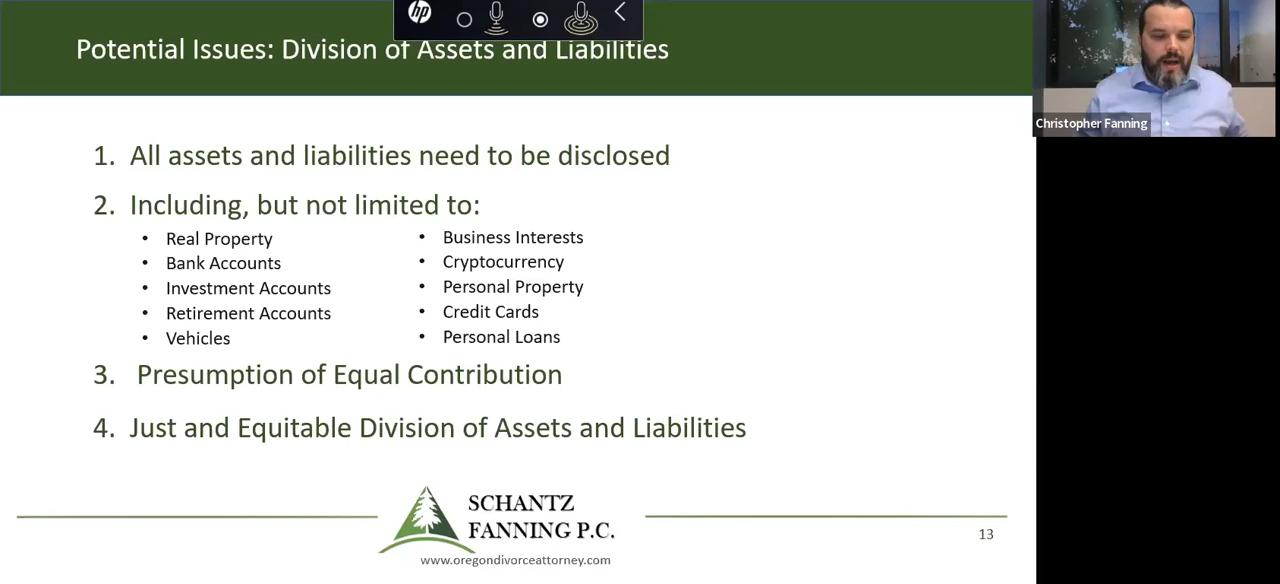 hp
Potential Issues: Division of Assets and Liabilities
Christopher Fanning
1. All assets and liabilities need to be disclosed
2. Including, but not limited to:
• Real Property
• Bank Accounts
• Investment Accounts
• Retirement Accounts
• Vehicles
• Business Interests
• Cryptocurrency
• Personal Property
• Credit Cards
• Personal Loans
3. Presumption of Equal Contribution
4. Just and Equitable Division of Assets and Liabilities
SCHANTZ
FANNING P.C.
www.oregondivorceattorney.com
13